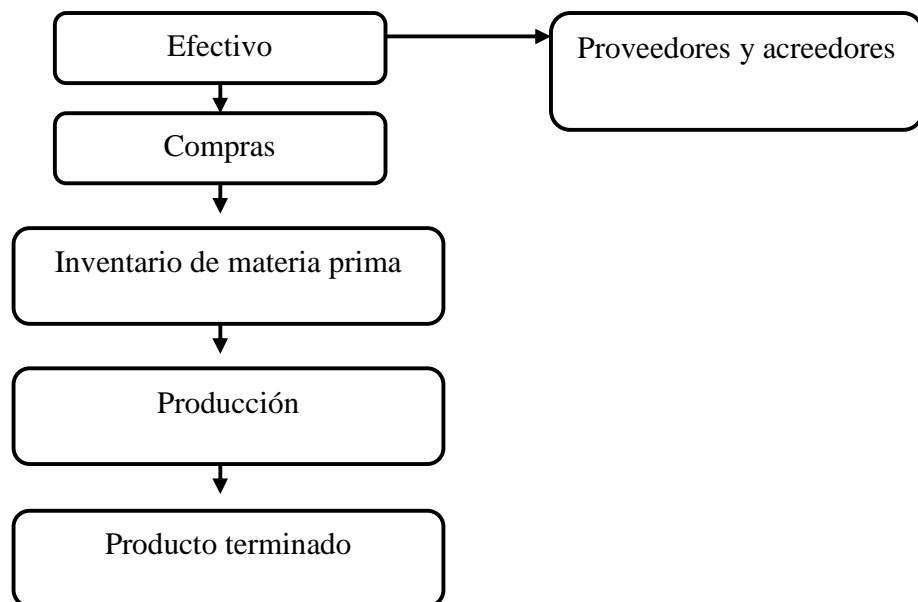 Efectivo
Proveedores y acreedores
Compras
Inventario de materia prima
Producción
Producto terminado